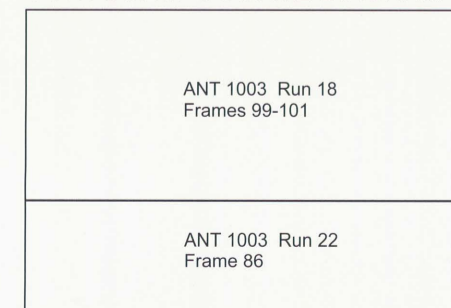 ANT 1003 Run 18
Frames 99-101
ANT 1003 Run 22
Frame 86